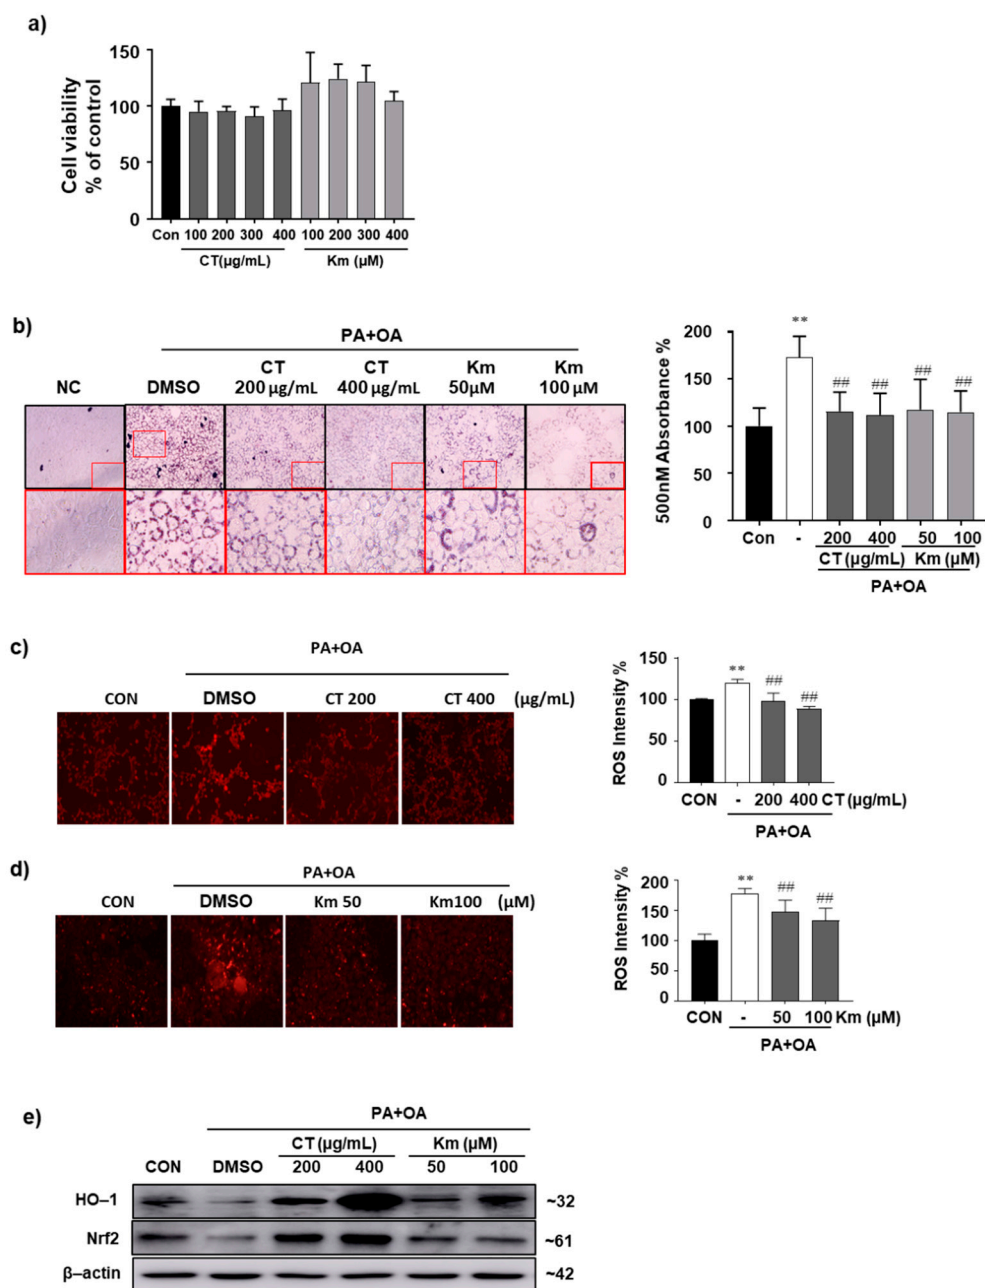 a)
Cell viability
% of control
150
100
50
0
Con 100 200 300 400 100 200 300 400
CT(µg/mL) Km (µM)
b)
PA+OA
NC DMSO CT 200 µg/mL CT 400 µg/mL Km 50µM Km 100 µM
500nM Absorbance %
200
150
100
50
0
** ## ## ## ##
Con - 200 400 50 100
CT (µg/mL) Km (µM)
PA+OA
c)
PA+OA
CON DMSO CT 200 CT 400 (µg/mL)
ROS Intensity %
150
100
50
0
** ## ##
CON - 200 400 CT (µg/mL)
PA+OA
d)
PA+OA
CON DMSO Km 50 Km100 (µM)
ROS Intensity %
200
150
100
50
0
** ## ##
CON - 50 100 Km (µM)
PA+OA
e)
PA+OA
CT (µg/mL) Km (µM)
CON DMSO 200 400 50 100
HO–1 ~32
Nrf2 ~61
β–actin ~42